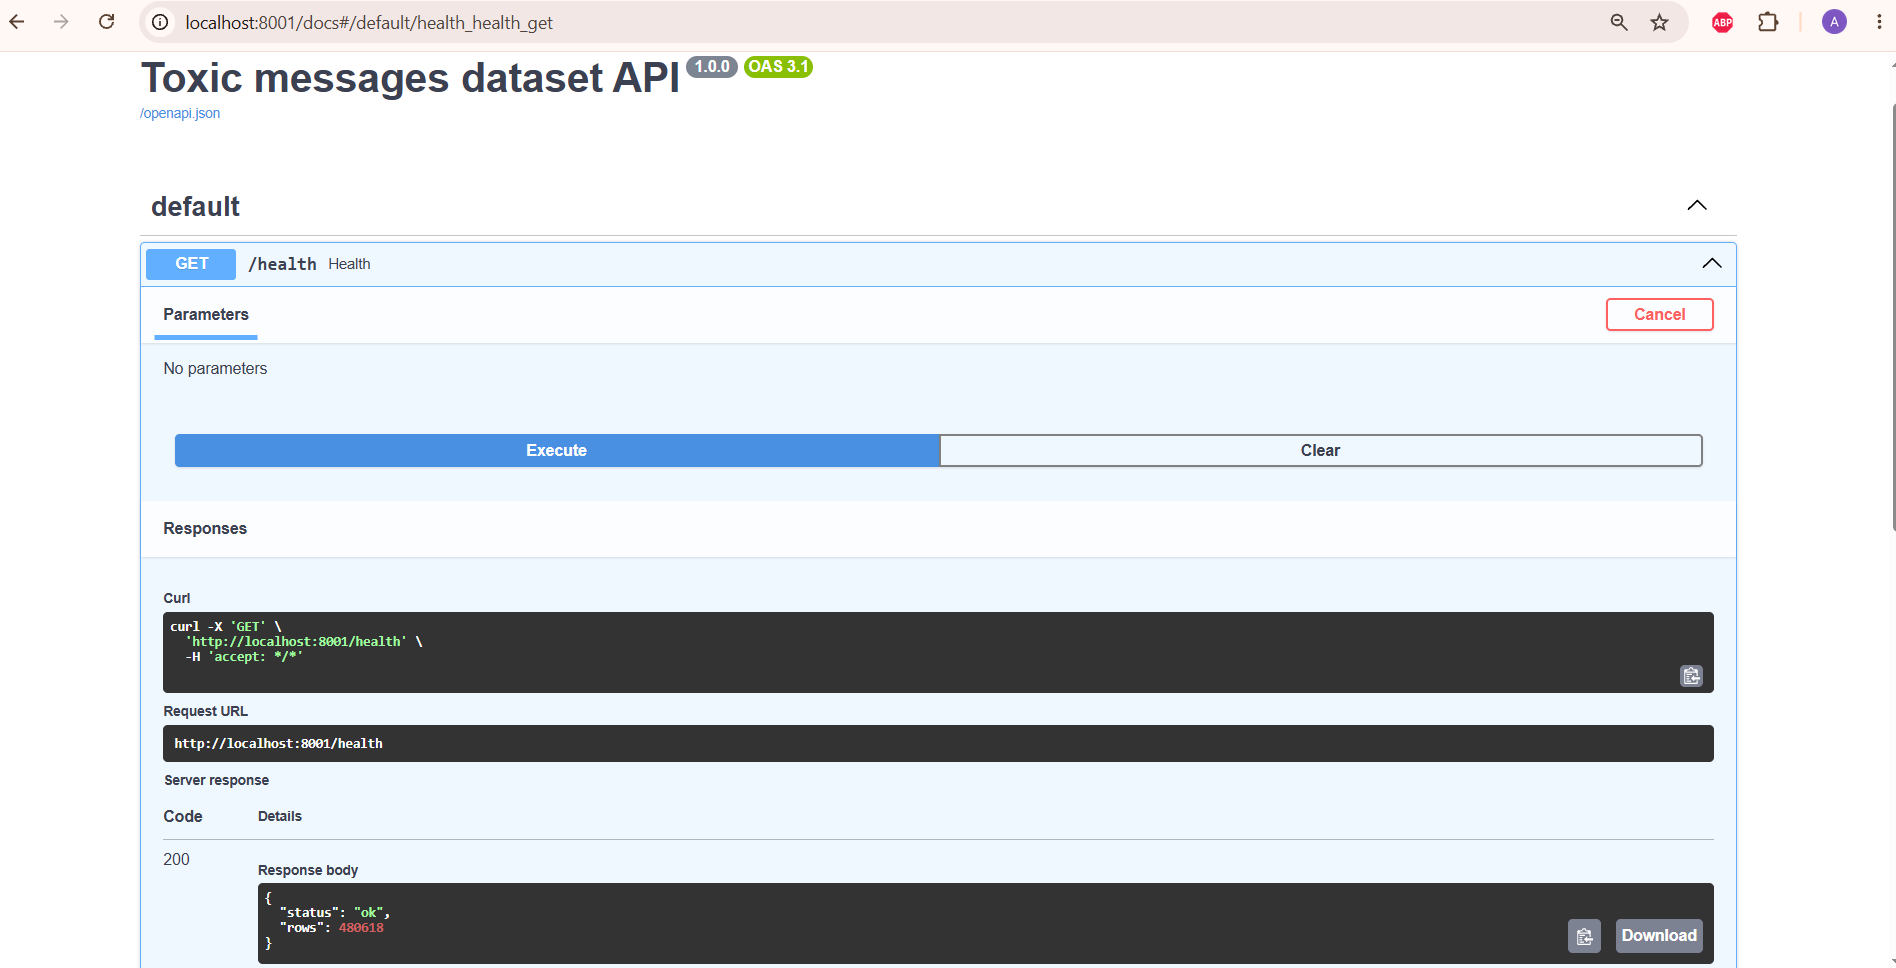 localhost:8001/docs#/default/health_health_get
ABP
A
Toxic messages dataset API 1.0.0 OAS 3.1
/openapi.json
default
GET /health Health
Parameters
Cancel
No parameters
Execute
Clear
Responses
Curl
curl -X 'GET' \
'http://localhost:8001/health' \
-H 'accept: */*'
Request URL
http://localhost:8001/health
Server response
Code Details
200
Response body
{
"status": "ok",
"rows": 480618
}
Download